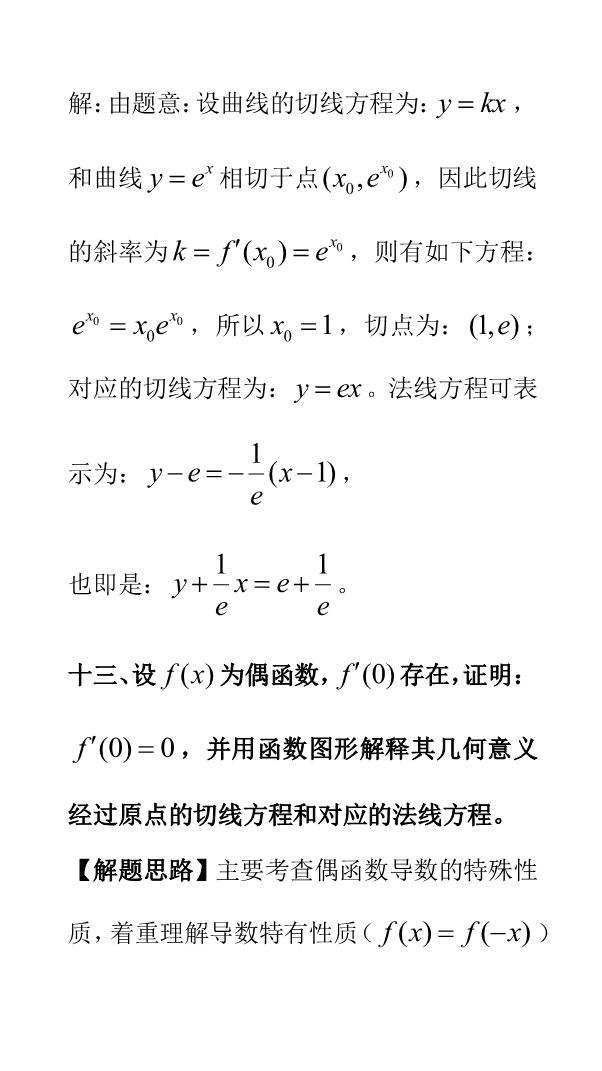 解：由题意：设曲线的切线方程为：y = kx，
和曲线 y = e^x 相切于点 (x_0, e^{x_0})，因此切线
的斜率为 k = f′(x_0) = e^{x_0}，则有如下方程：
e^{x_0} = x_0e^{x_0}，所以 x_0 = 1，切点为：(1, e)；
对应的切线方程为：y = ex。法线方程可表
示为：y − e = −\frac{1}{e}(x − 1)，
也即是：y + \frac{1}{e}x = e + \frac{1}{e}。
十三、设 f(x) 为偶函数，f′(0) 存在，证明：
f′(0) = 0，并用函数图形解释其几何意义
经过原点的切线方程和对应的法线方程。
【解题思路】主要考查偶函数导数的特殊性
质，着重理解导数特有性质（f(x) = f(−x)）